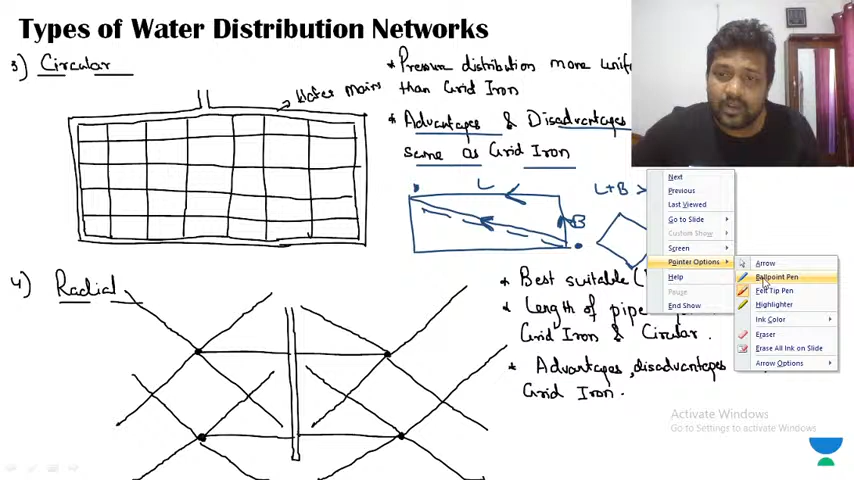 Types of Water Distribution Networks
3) Circular
Water mains
* Pressure distribution more
than Grid Iron
* Advantages & Disadvantages
same as Grid Iron
L
B
L+B >
4) Radial
* Best suitable
* Length of pipe
Grid Iron & Circular.
* Advantages, disadvantages
Grid Iron.
Next
Previous
Last Viewed
Go to Slide
Custom Show
Screen
Pointer Options
Help
Pause
End Show
Arrow
Ballpoint Pen
Felt Tip Pen
Highlighter
Ink Color
Eraser
Erase All Ink on Slide
Arrow Options
Activate Windows
Go to Settings to activate Windows.